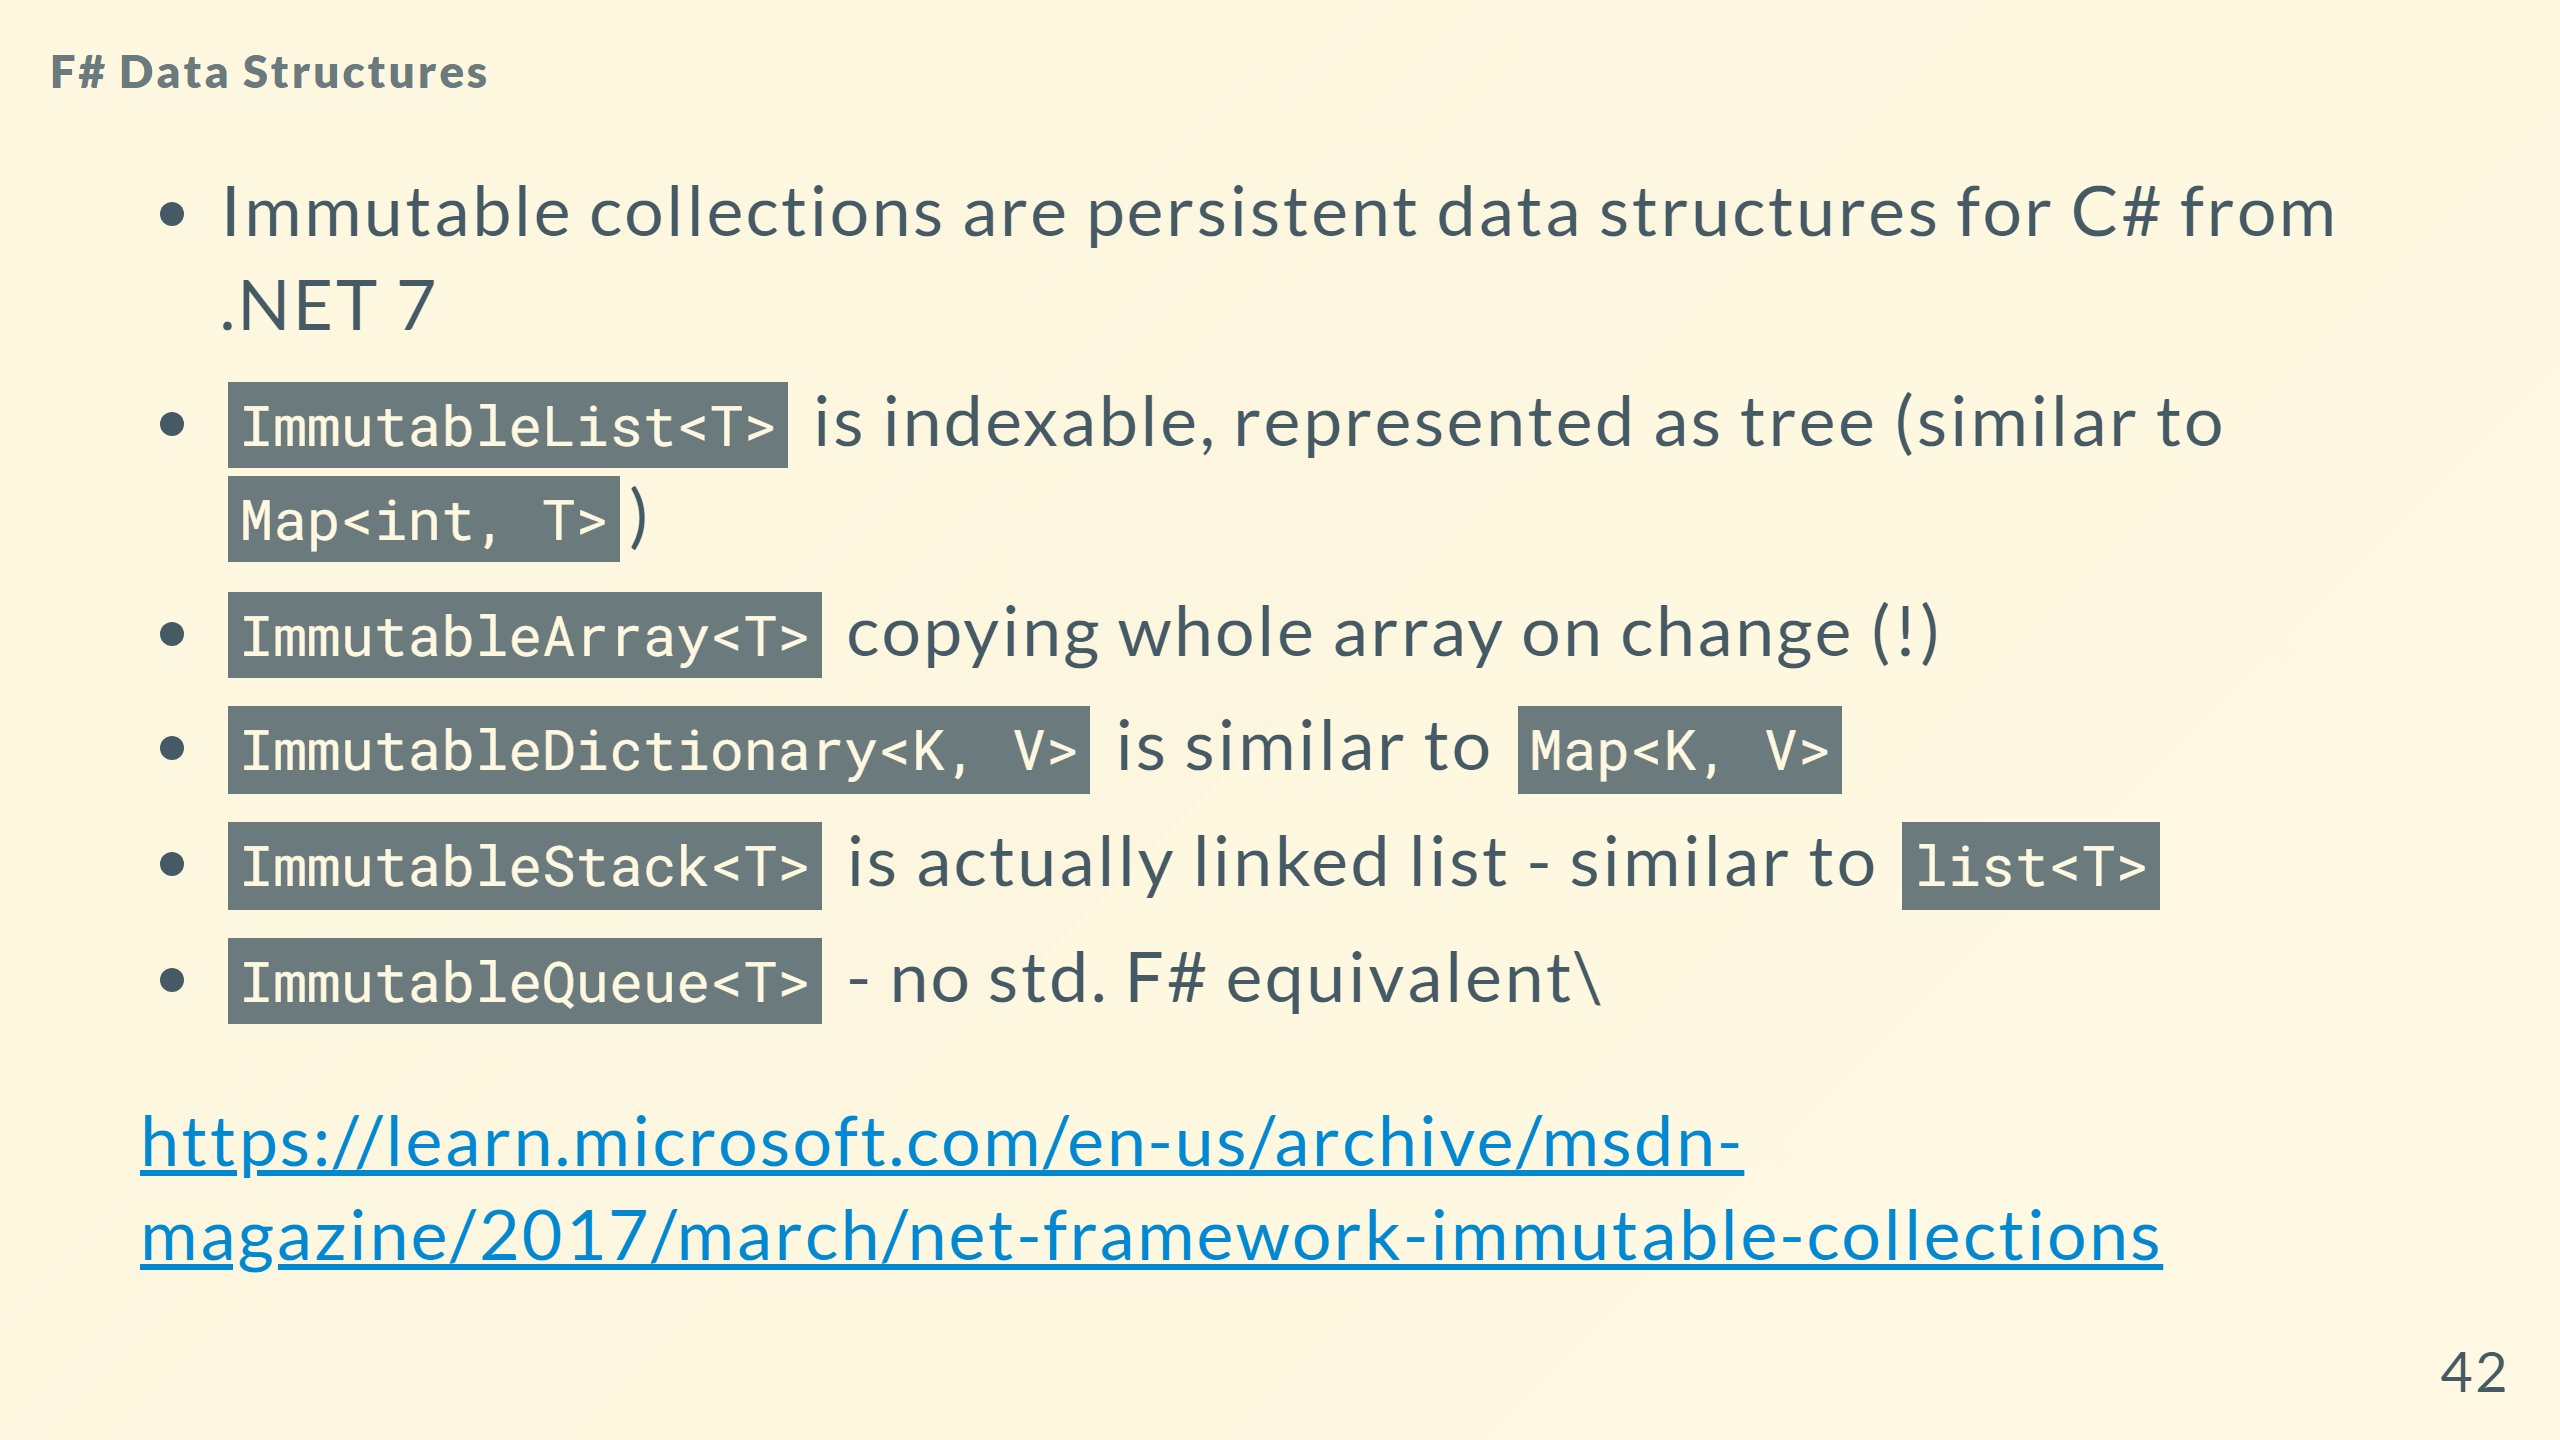 F# Data Structures
• Immutable collections are persistent data structures for C# from
.NET 7
• ImmutableList<T> is indexable, represented as tree (similar to
Map<int, T> )
• ImmutableArray<T> copying whole array on change (!)
• ImmutableDictionary<K, V> is similar to Map<K, V>
• ImmutableStack<T> is actually linked list - similar to list<T>
• ImmutableQueue<T> - no std. F# equivalent\
https://learn.microsoft.com/en-us/archive/msdn-
magazine/2017/march/net-framework-immutable-collections
42